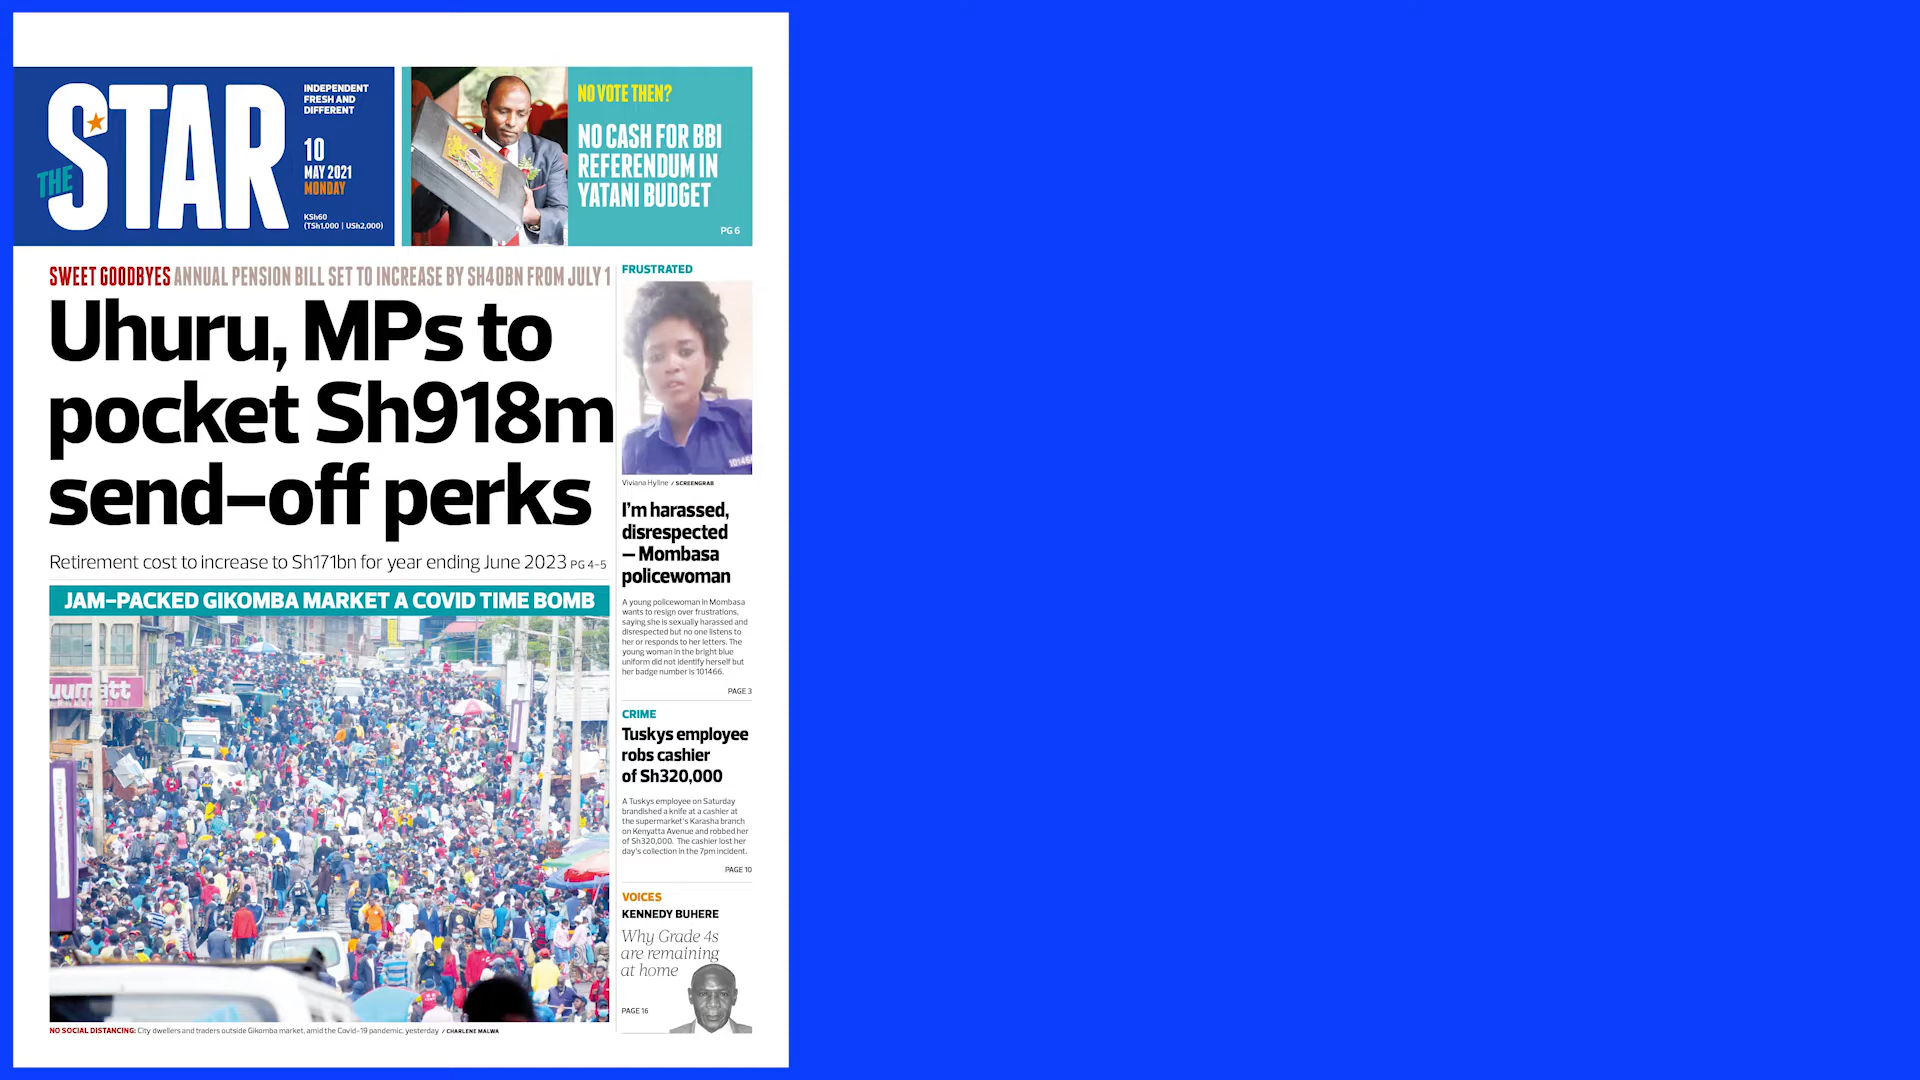 THE STAR
INDEPENDENT
FRESH AND
DIFFERENT
10
MAY 2021
MONDAY
KSh60
(TSh1,000 | USh2,000)
NO VOTE THEN?
NO CASH FOR BBI
REFERENDUM IN
YATANI BUDGET
PG 6
SWEET GOODBYES ANNUAL PENSION BILL SET TO INCREASE BY SH40BN FROM JULY 1
Uhuru, MPs to
pocket Sh918m
send–off perks
Retirement cost to increase to Sh171bn for year ending June 2023 PG 4-5
JAM–PACKED GIKOMBA MARKET A COVID TIME BOMB
NO SOCIAL DISTANCING: City dwellers and traders outside Gikomba market, amid the Covid-19 pandemic, yesterday / CHARLENE MALWA
FRUSTRATED
Viviana Hyline / SCREENGRAB
I'm harassed,
disrespected
– Mombasa
policewoman
A young policewoman in Mombasa
wants to resign over frustrations,
saying she is sexually harassed and
disrespected but no one listens to
her or responds to her letters. The
young woman in the bright blue
uniform did not identify herself but
her badge number is 101466.
PAGE 3
CRIME
Tuskys employee
robs cashier
of Sh320,000
A Tuskys employee on Saturday
brandished a knife at a cashier at
the supermarket's Karasha branch
on Kenyatta Avenue and robbed her
of Sh320,000. The cashier lost her
day's collection in the 7pm incident.
PAGE 10
VOICES
KENNEDY BUHERE
Why Grade 4s
are remaining
at home
PAGE 16